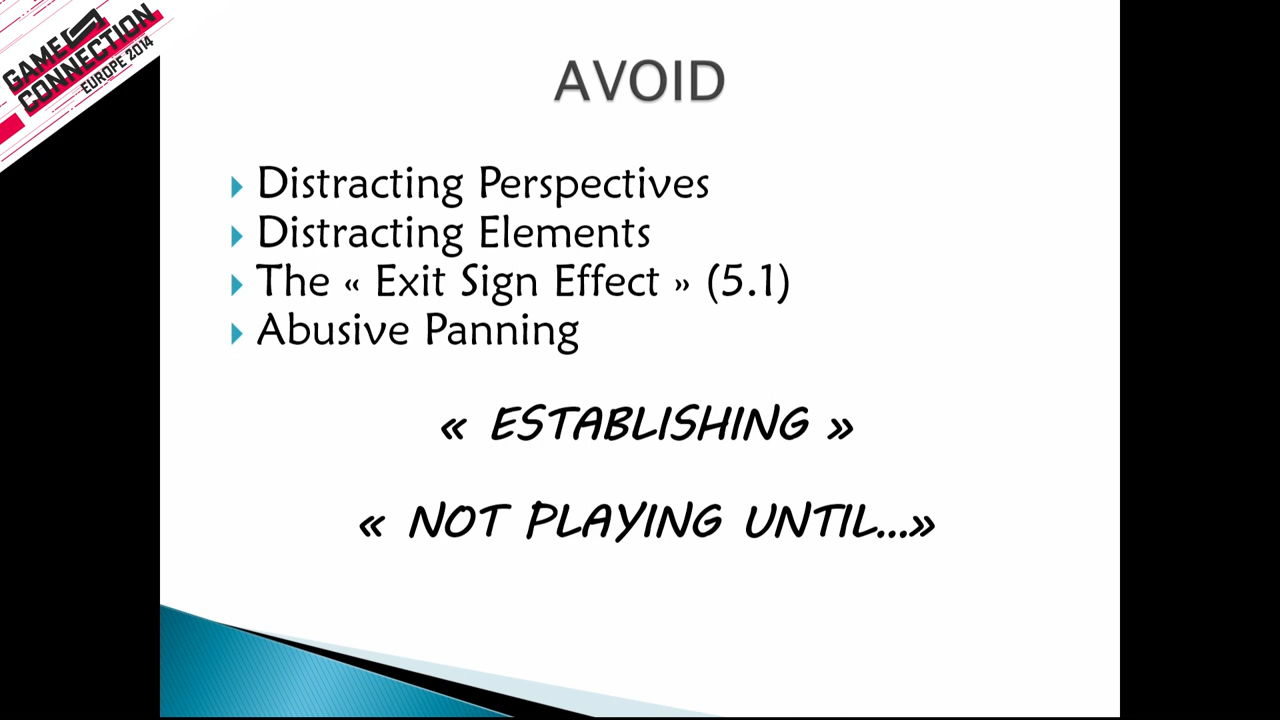 GAME
CONNECTION
EUROPE 2014
AVOID
Distracting Perspectives
Distracting Elements
The « Exit Sign Effect » (5.1)
Abusive Panning
« ESTABLISHING »
« NOT PLAYING UNTIL...»